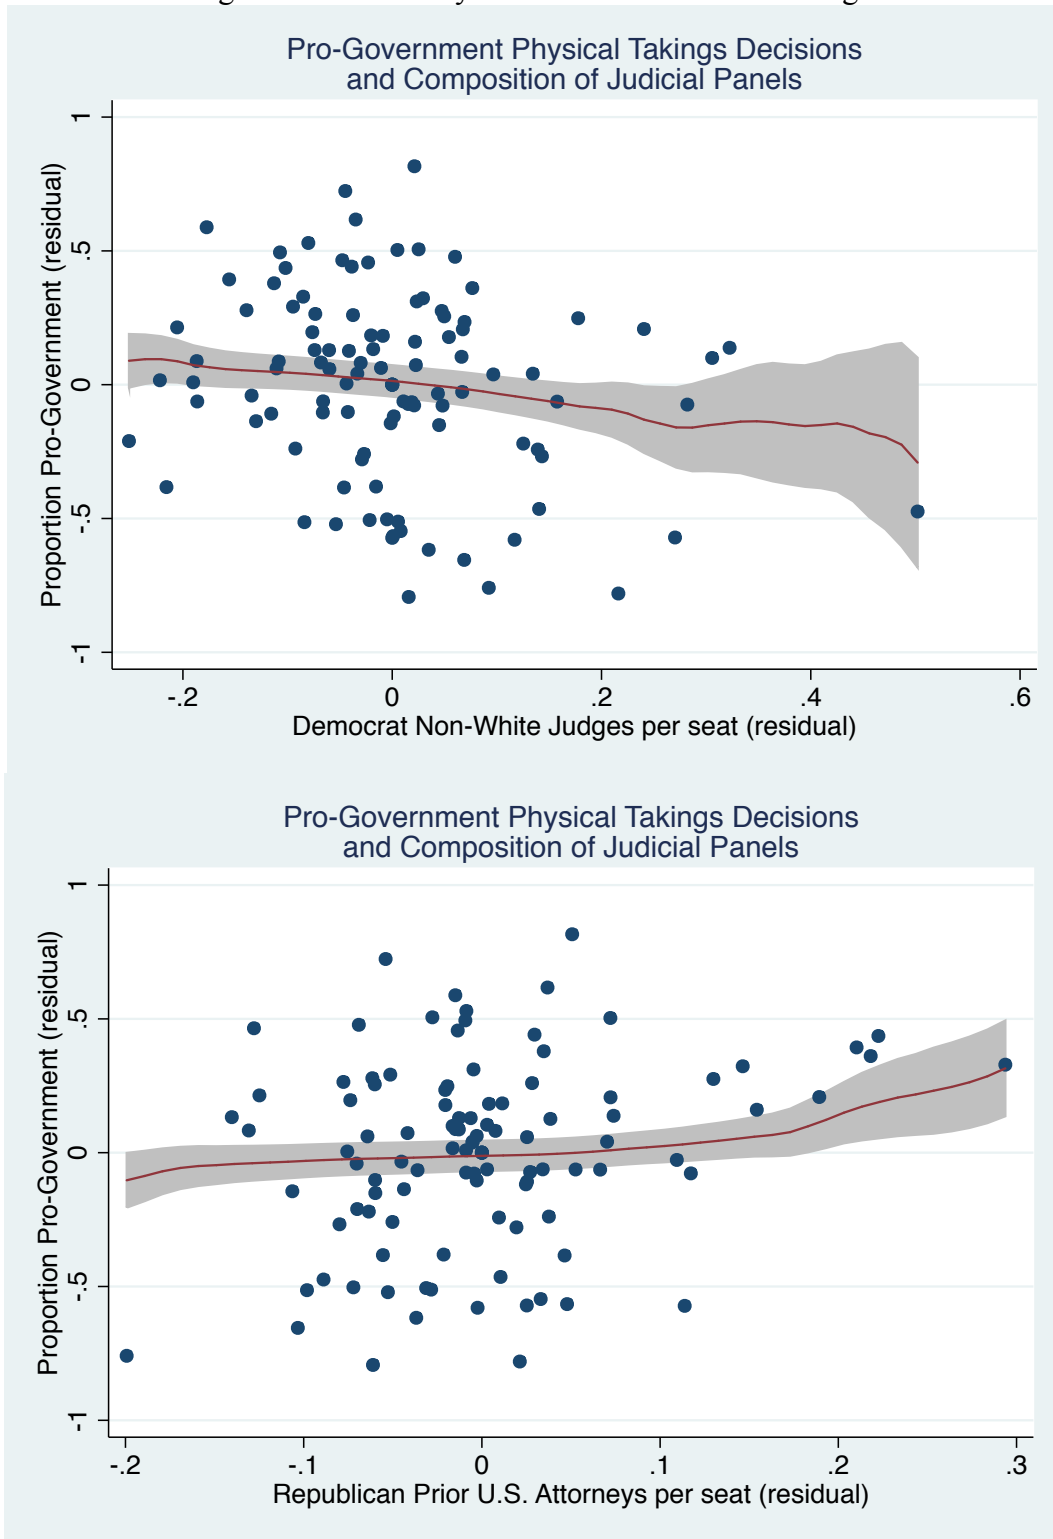 Pro-Government Physical Takings Decisions
and Composition of Judicial Panels
Proportion Pro-Government (residual)
1
.5
0
-.5
-1
-.2
0
.2
.4
.6
Democrat Non-White Judges per seat (residual)
Pro-Government Physical Takings Decisions
and Composition of Judicial Panels
Proportion Pro-Government (residual)
1
.5
0
-.5
-1
-.2
-.1
0
.1
.2
.3
Republican Prior U.S. Attorneys per seat (residual)